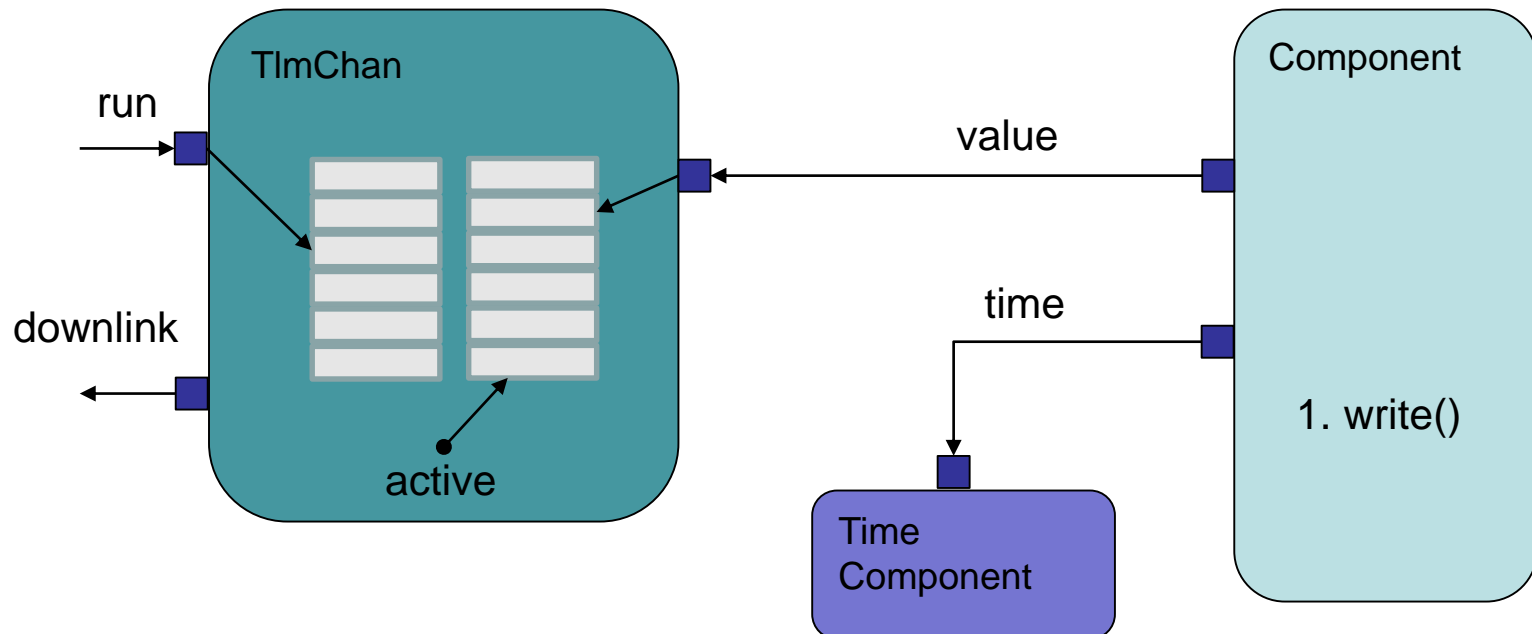 TlmChan
Component
run
value
time
downlink
1. write()
active
Time
Component